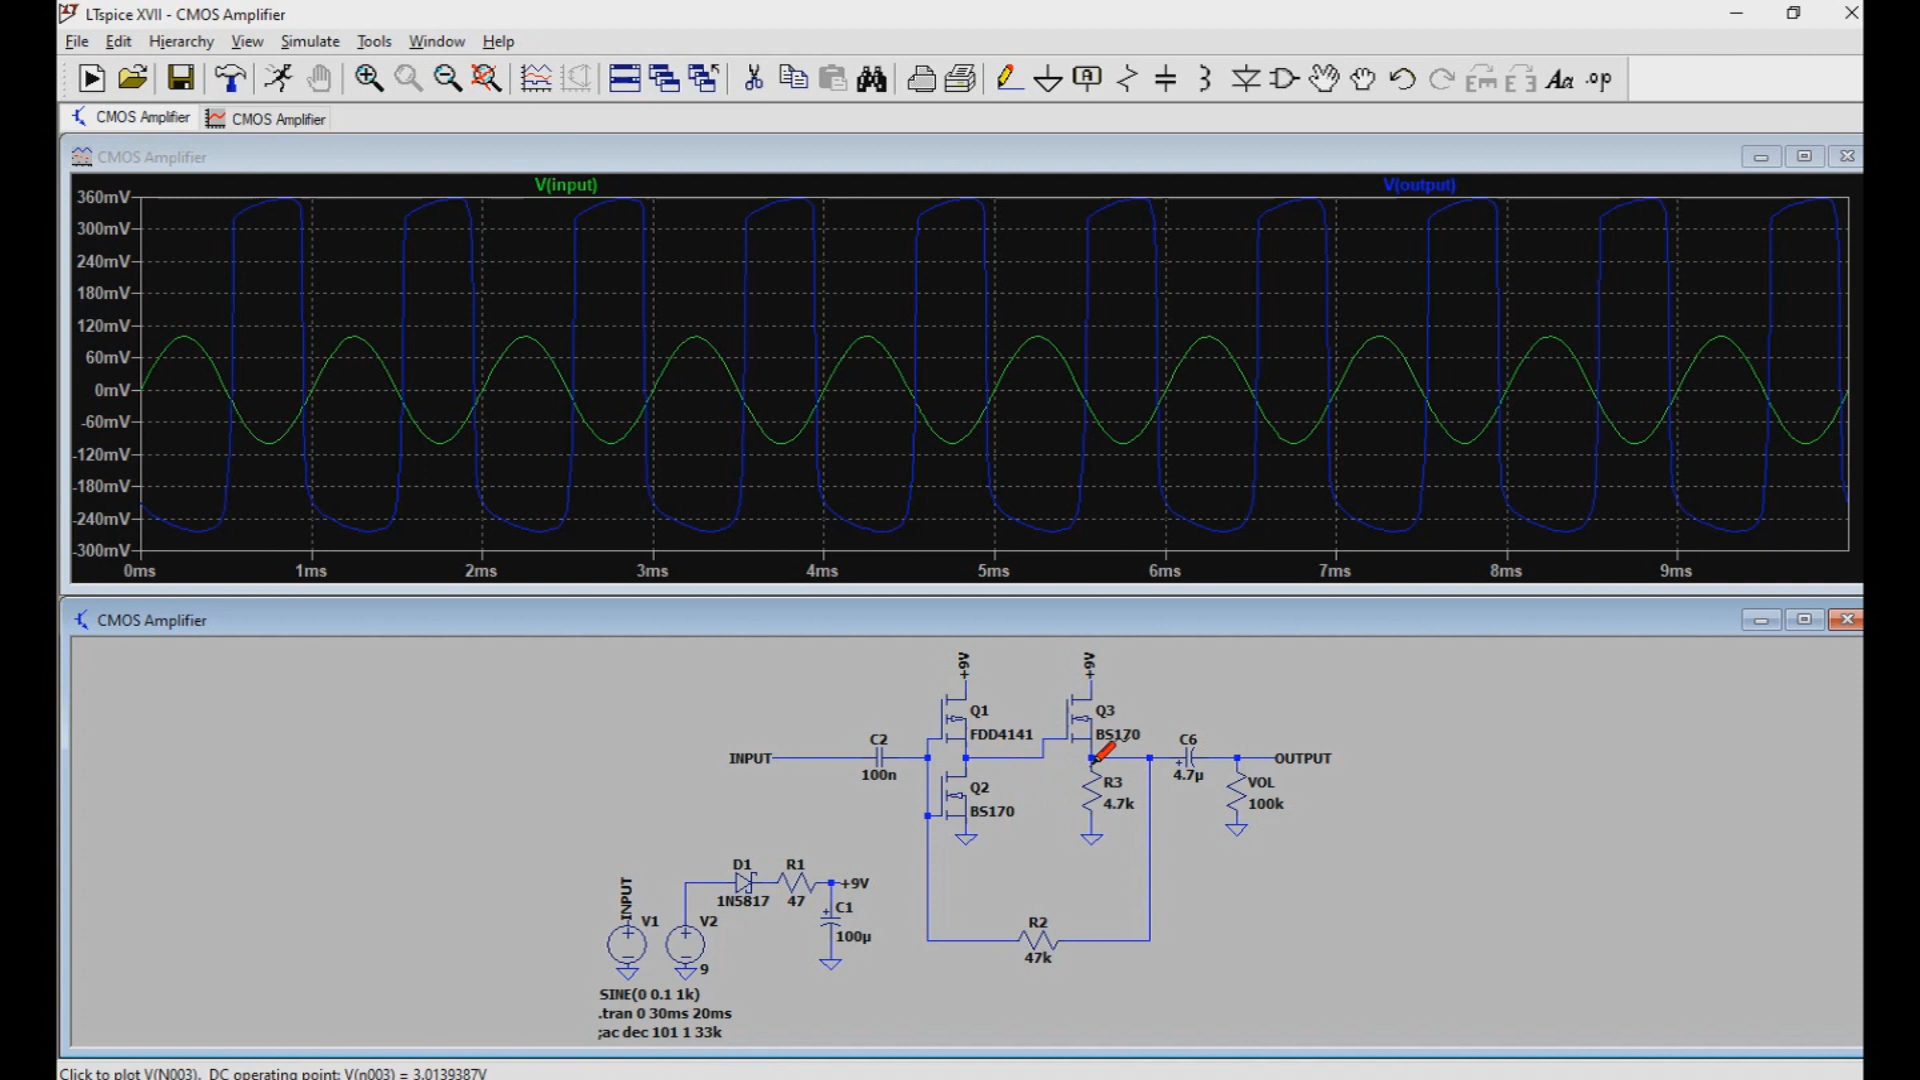 LTspice XVII - CMOS Amplifier
File Edit Hierarchy View Simulate Tools Window Help
A Aa .op
CMOS Amplifier CMOS Amplifier
CMOS Amplifier
V(input) V(output)
360mV
300mV
240mV
180mV
120mV
60mV
0mV
-60mV
-120mV
-180mV
-240mV
-300mV
0ms 1ms 2ms 3ms 4ms 5ms 6ms 7ms 8ms 9ms
CMOS Amplifier
+9V +9V
Q1 Q3
FDD4141 BS170
C2 C6
INPUT OUTPUT
100n 4.7µ
Q2 R3 VOL
BS170 4.7k 100k
D1 R1
+9V
1N5817 47
INPUT C1
V1 V2
R2
100µ
47k
9
SINE(0 0.1 1k)
.tran 0 30ms 20ms
;ac dec 101 1 33k
Click to plot V(N003). DC operating point: V(n003) = 3.0139387V